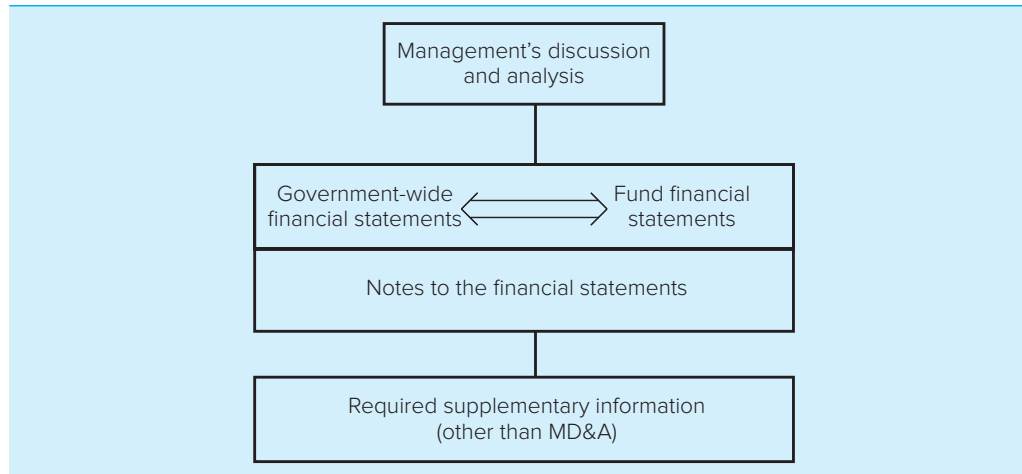 Management’s discussion
and analysis
Government-wide
financial statements
Fund financial
statements
Notes to the financial statements
Required supplementary information
(other than MD&A)